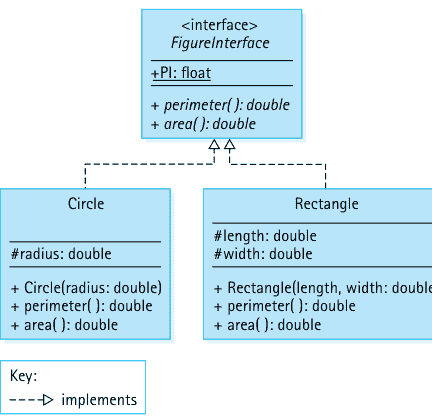 <interface>
FigureInterface
+PI: float
+ perimeter( ): double
+ area( ): double
Circle
#radius: double
+ Circle(radius: double)
+ perimeter( ): double
+ area( ): double
Rectangle
#length: double
#width: double
+ Rectangle(length, width: double
+ perimeter( ): double
+ area( ): double
Key:
implements